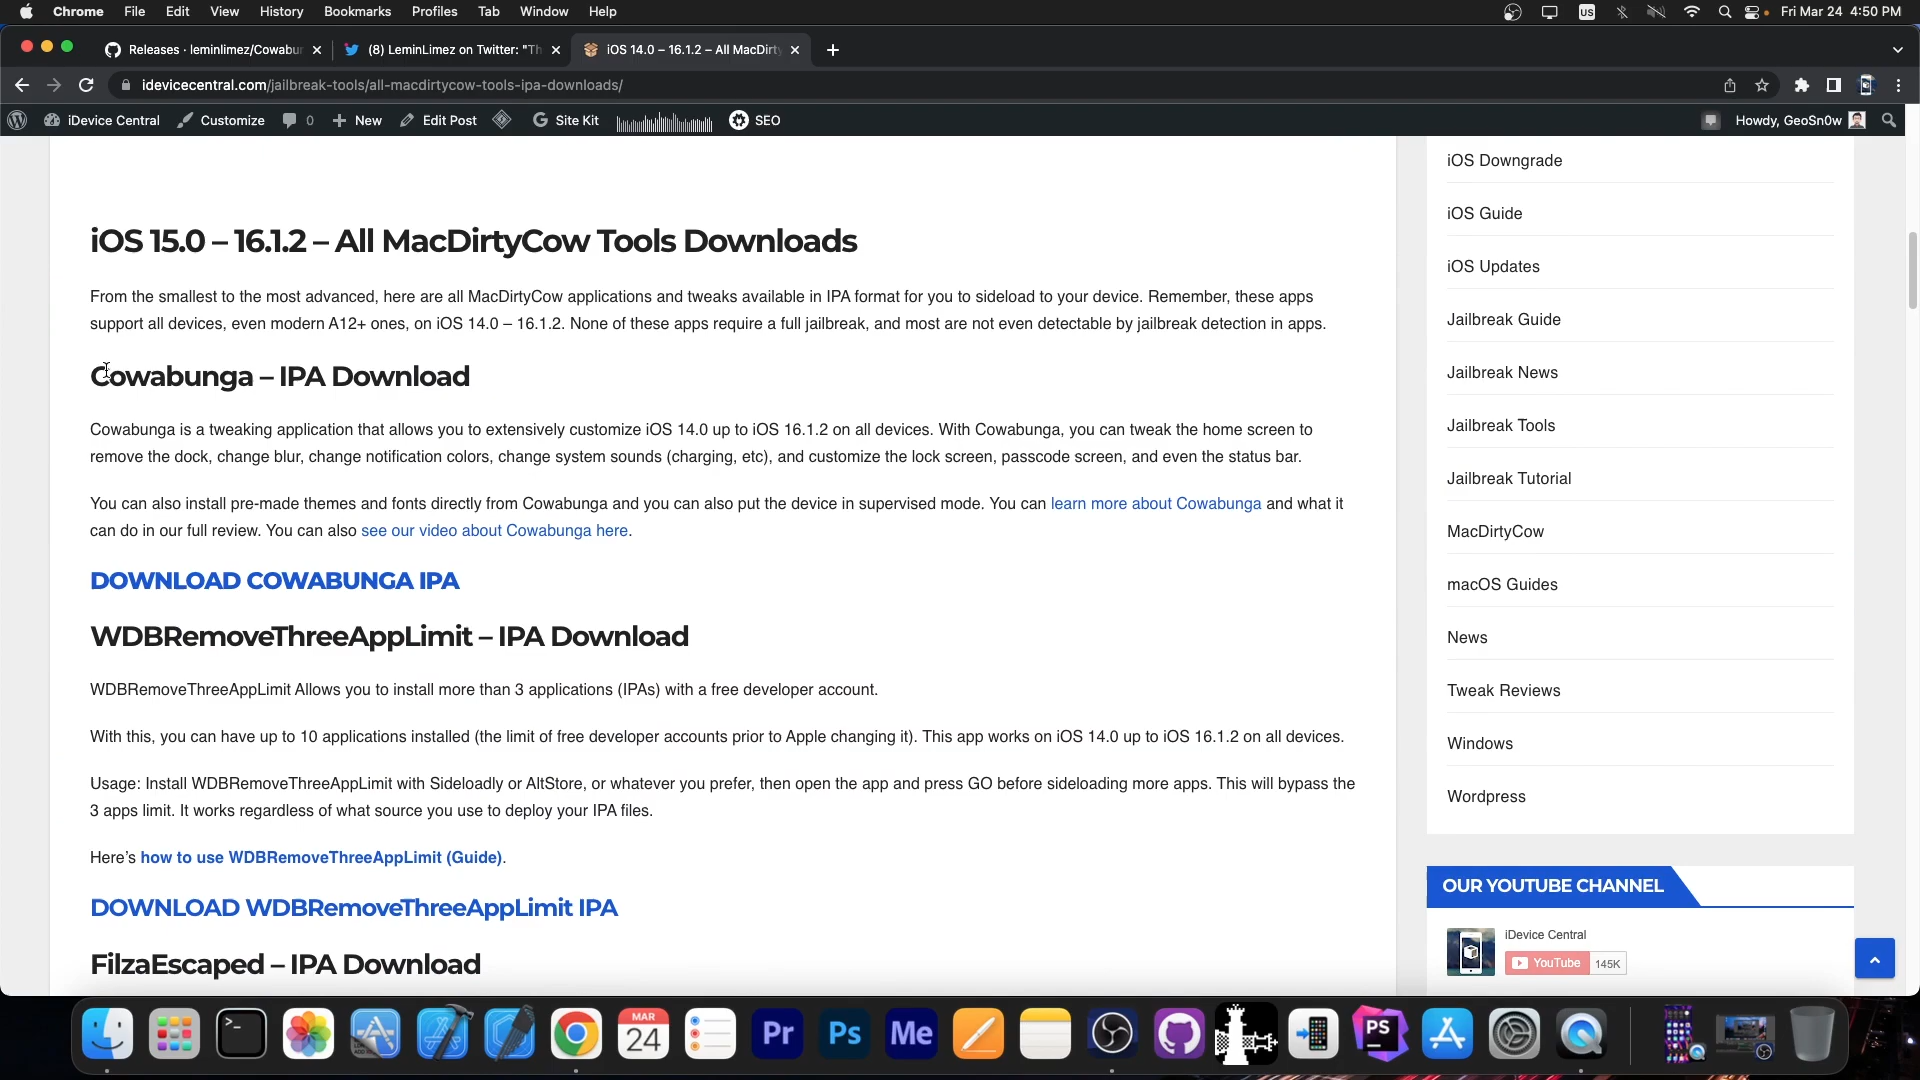 Chrome File Edit View History Bookmarks Profiles Tab Window Help
US Fri Mar 24 4:50 PM
Releases · leminlimez/Cowabun
(8) LeminLimez on Twitter: "Th
iOS 14.0 – 16.1.2 – All MacDirty
idevicecentral.com/jailbreak-tools/all-macdirtycow-tools-ipa-downloads/
iDevice Central Customize 0 New Edit Post Site Kit SEO
Howdy, GeoSn0w
iOS 15.0 – 16.1.2 – All MacDirtyCow Tools Downloads
From the smallest to the most advanced, here are all MacDirtyCow applications and tweaks available in IPA format for you to sideload to your device. Remember, these apps
support all devices, even modern A12+ ones, on iOS 14.0 – 16.1.2. None of these apps require a full jailbreak, and most are not even detectable by jailbreak detection in apps.
Cowabunga – IPA Download
Cowabunga is a tweaking application that allows you to extensively customize iOS 14.0 up to iOS 16.1.2 on all devices. With Cowabunga, you can tweak the home screen to
remove the dock, change blur, change notification colors, change system sounds (charging, etc), and customize the lock screen, passcode screen, and even the status bar.
You can also install pre-made themes and fonts directly from Cowabunga and you can also put the device in supervised mode. You can learn more about Cowabunga and what it
can do in our full review. You can also see our video about Cowabunga here.
DOWNLOAD COWABUNGA IPA
WDBRemoveThreeAppLimit – IPA Download
WDBRemoveThreeAppLimit Allows you to install more than 3 applications (IPAs) with a free developer account.
With this, you can have up to 10 applications installed (the limit of free developer accounts prior to Apple changing it). This app works on iOS 14.0 up to iOS 16.1.2 on all devices.
Usage: Install WDBRemoveThreeAppLimit with Sideloadly or AltStore, or whatever you prefer, then open the app and press GO before sideloading more apps. This will bypass the
3 apps limit. It works regardless of what source you use to deploy your IPA files.
Here's how to use WDBRemoveThreeAppLimit (Guide).
DOWNLOAD WDBRemoveThreeAppLimit IPA
FilzaEscaped – IPA Download
iOS Downgrade
iOS Guide
iOS Updates
Jailbreak Guide
Jailbreak News
Jailbreak Tools
Jailbreak Tutorial
MacDirtyCow
macOS Guides
News
Tweak Reviews
Windows
Wordpress
OUR YOUTUBE CHANNEL
iDevice Central
YouTube 145K
MAR
24
Pr
Ps
Me
PS